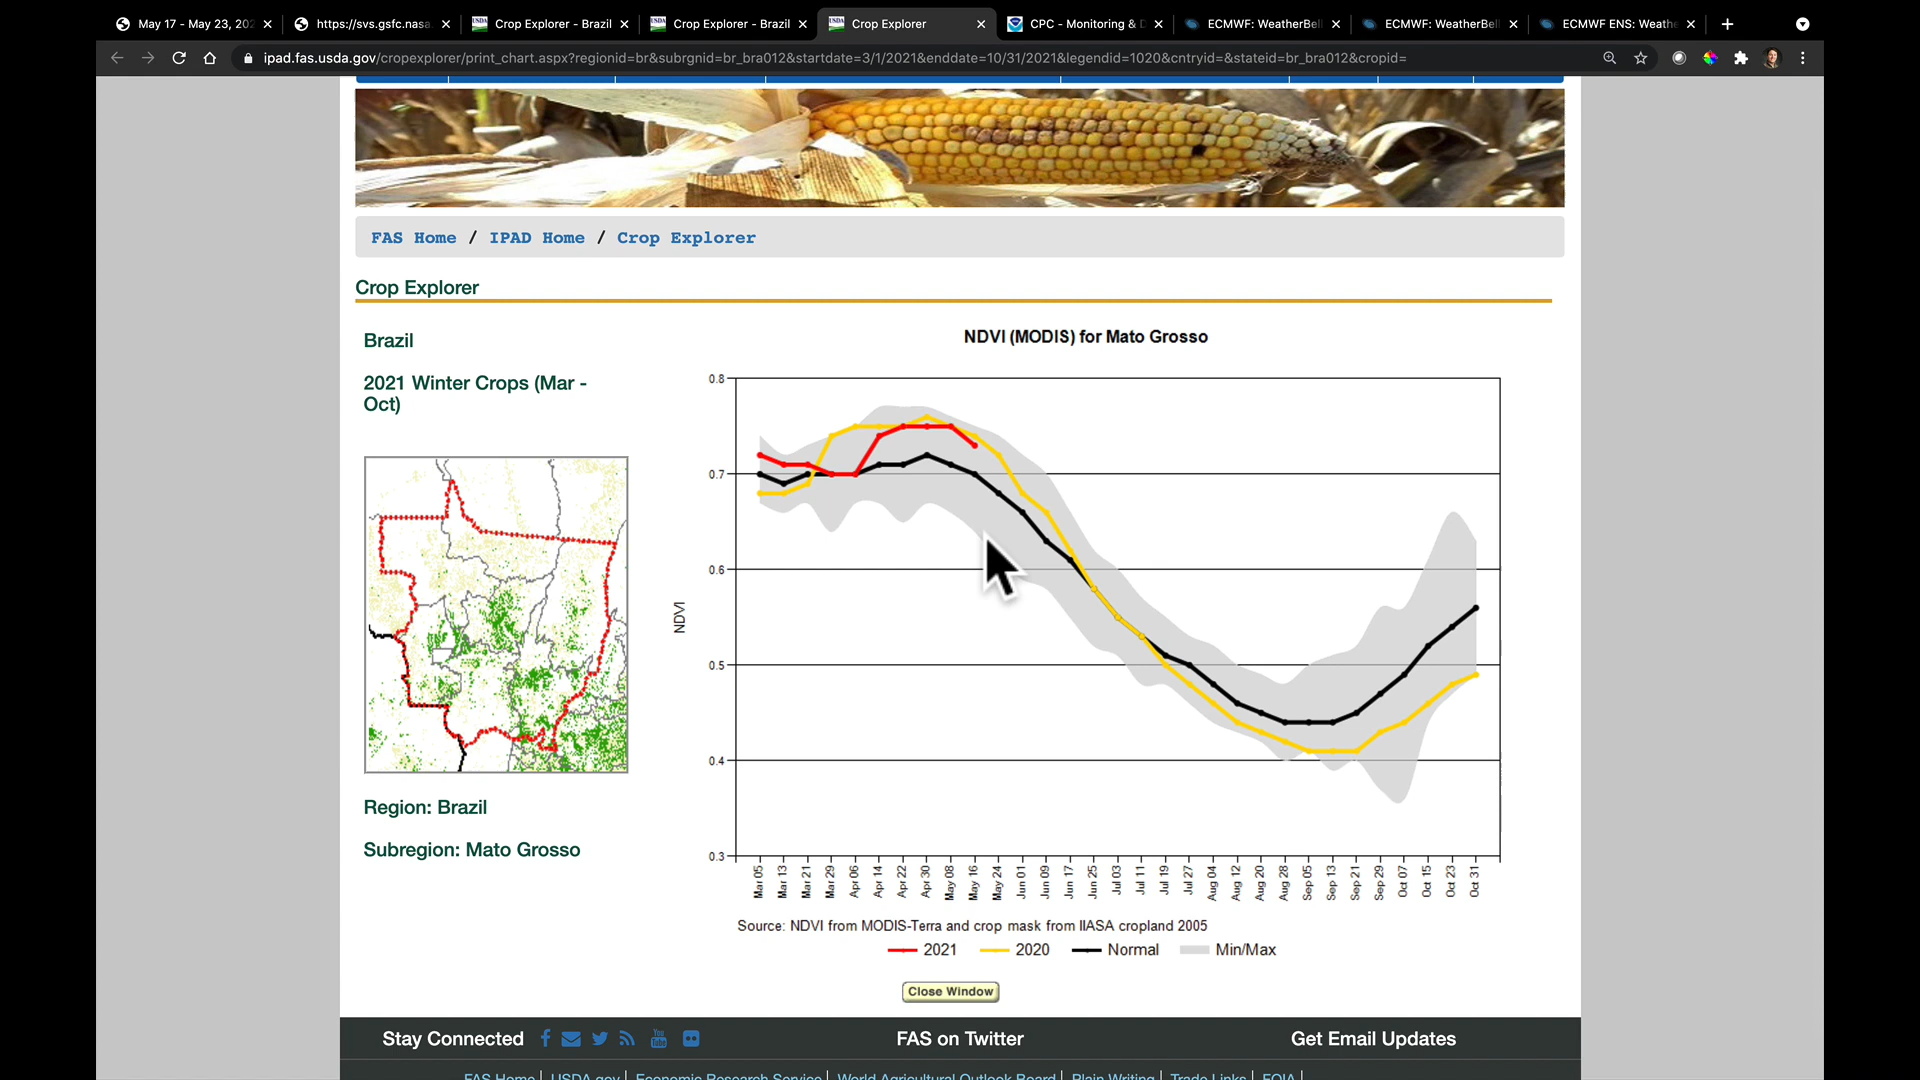 May 17 - May 23, 202
https://svs.gsfc.nasa.
Crop Explorer - Brazil
Crop Explorer - Brazil
Crop Explorer
CPC - Monitoring & D
ECMWF: WeatherBel
ECMWF: WeatherBel
ECMWF ENS: Weathe
ipad.fas.usda.gov/cropexplorer/print_chart.aspx?regionid=br&subrgnid=br_bra012&startdate=3/1/2021&enddate=10/31/2021&legendid=1020&cntryid=&stateid=br_bra012&cropid=
FAS Home / IPAD Home / Crop Explorer
Crop Explorer
Brazil
2021 Winter Crops (Mar -
Oct)
Region: Brazil
Subregion: Mato Grosso
NDVI (MODIS) for Mato Grosso
0.8
0.7
0.6
0.5
0.4
0.3
NDVI
Mar 05
Mar 13
Mar 21
Mar 29
Apr 06
Apr 14
Apr 22
Apr 30
May 08
May 16
May 24
Jun 01
Jun 09
Jun 17
Jun 25
Jul 03
Jul 11
Jul 19
Jul 27
Aug 04
Aug 12
Aug 20
Aug 28
Sep 05
Sep 13
Sep 21
Sep 29
Oct 07
Oct 15
Oct 23
Oct 31
Source: NDVI from MODIS-Terra and crop mask from IIASA cropland 2005
2021 2020 Normal Min/Max
Close Window
Stay Connected
FAS on Twitter
Get Email Updates
FAS Home | USDA.gov | Economic Research Service | World Agricultural Outlook Board | Plain Writing | Trade Links | FOIA |